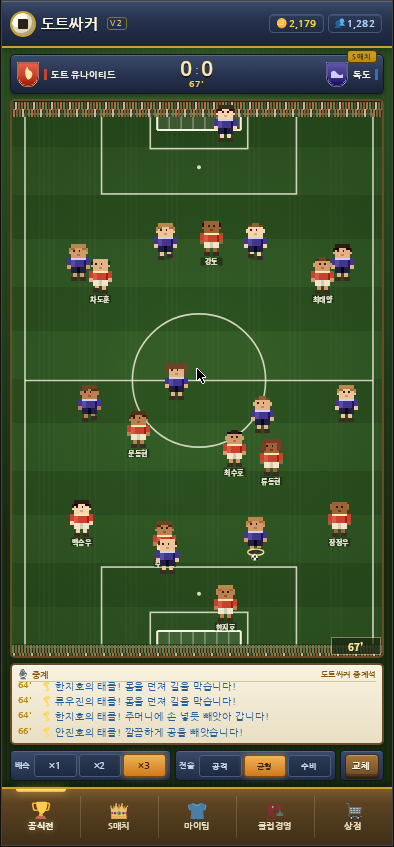 도트싸커 V2 2,179 1,282
S매치
도트 유나이티드 0:0 독도
67'
강도
차도훈 최태양
윤동현
최수호
류동현
백승우 장정우
한지호
67'
중계 도트싸커 중계석
64' 한지호의 태클! 몸을 던져 길을 막습니다!
64' 류우진의 태클! 몸을 던져 길을 막습니다!
64' 한지호의 태클! 주머니에 손 넣듯 빼앗아 갑니다!
66' 안진호의 태클! 깔끔하게 공을 빼앗습니다!
배속 ×1 ×2 ×3 전술 공격 균형 수비 교체
공식전 S매치 마이팀 클럽경영 상점